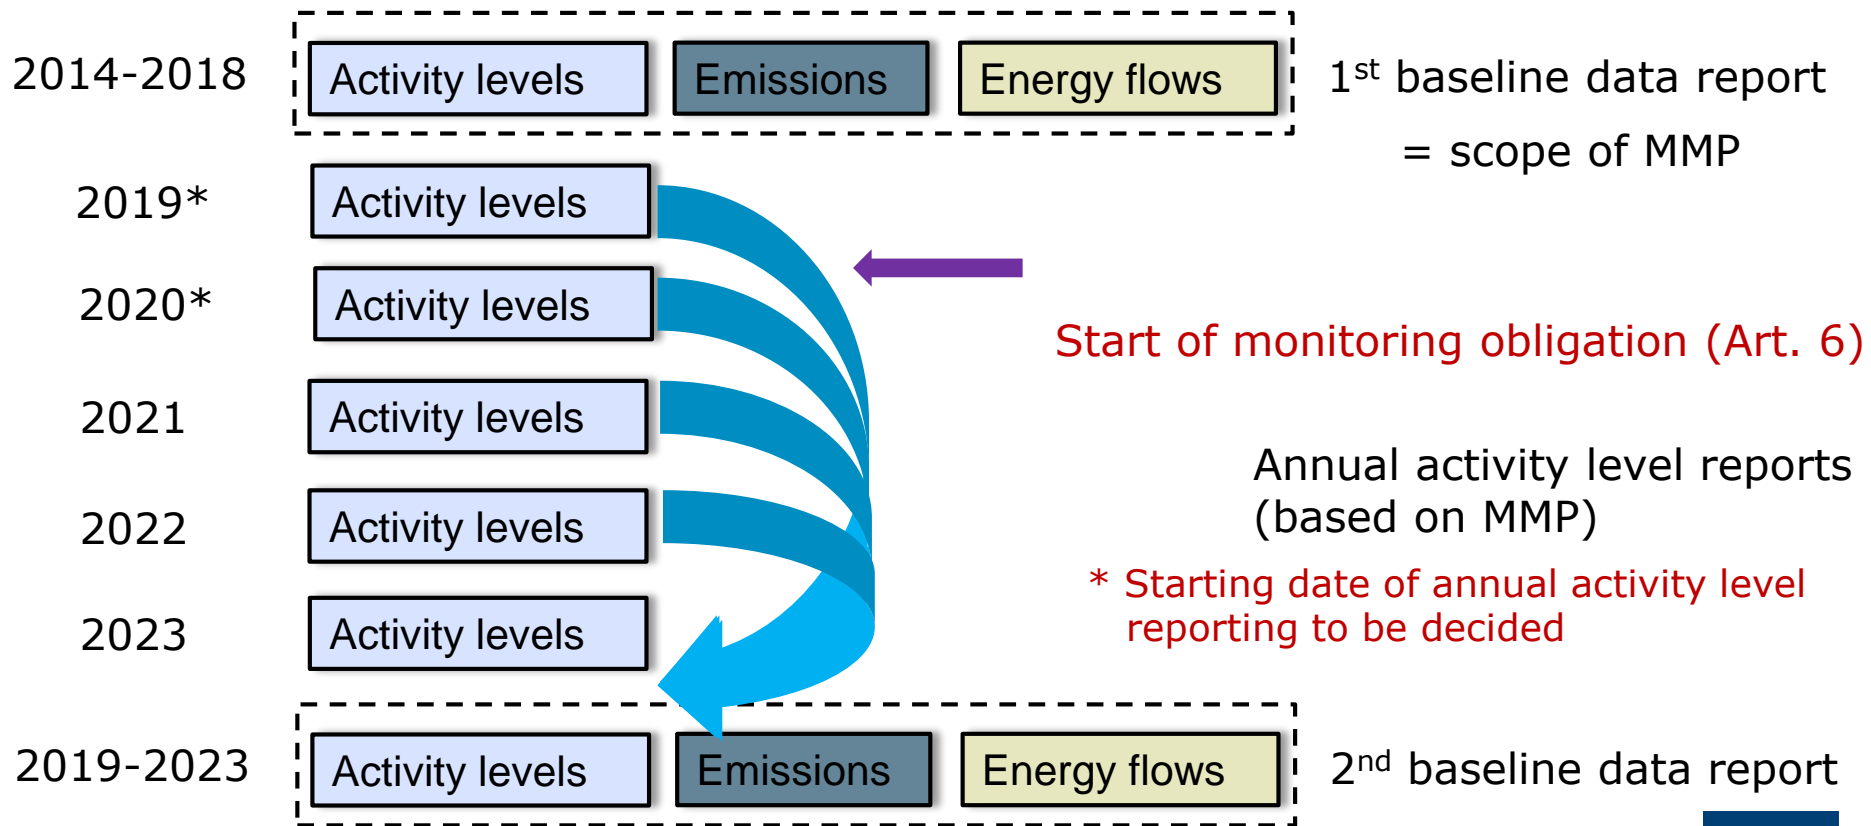 2014-2018 Activity levels Emissions Energy flows 1st baseline data report
= scope of MMP
2019* Activity levels
2020* Activity levels
Start of monitoring obligation (Art. 6)
2021 Activity levels
Annual activity level reports
(based on MMP)
2022 Activity levels
* Starting date of annual activity level
reporting to be decided
2023 Activity levels
2019-2023 Activity levels Emissions Energy flows 2nd baseline data report